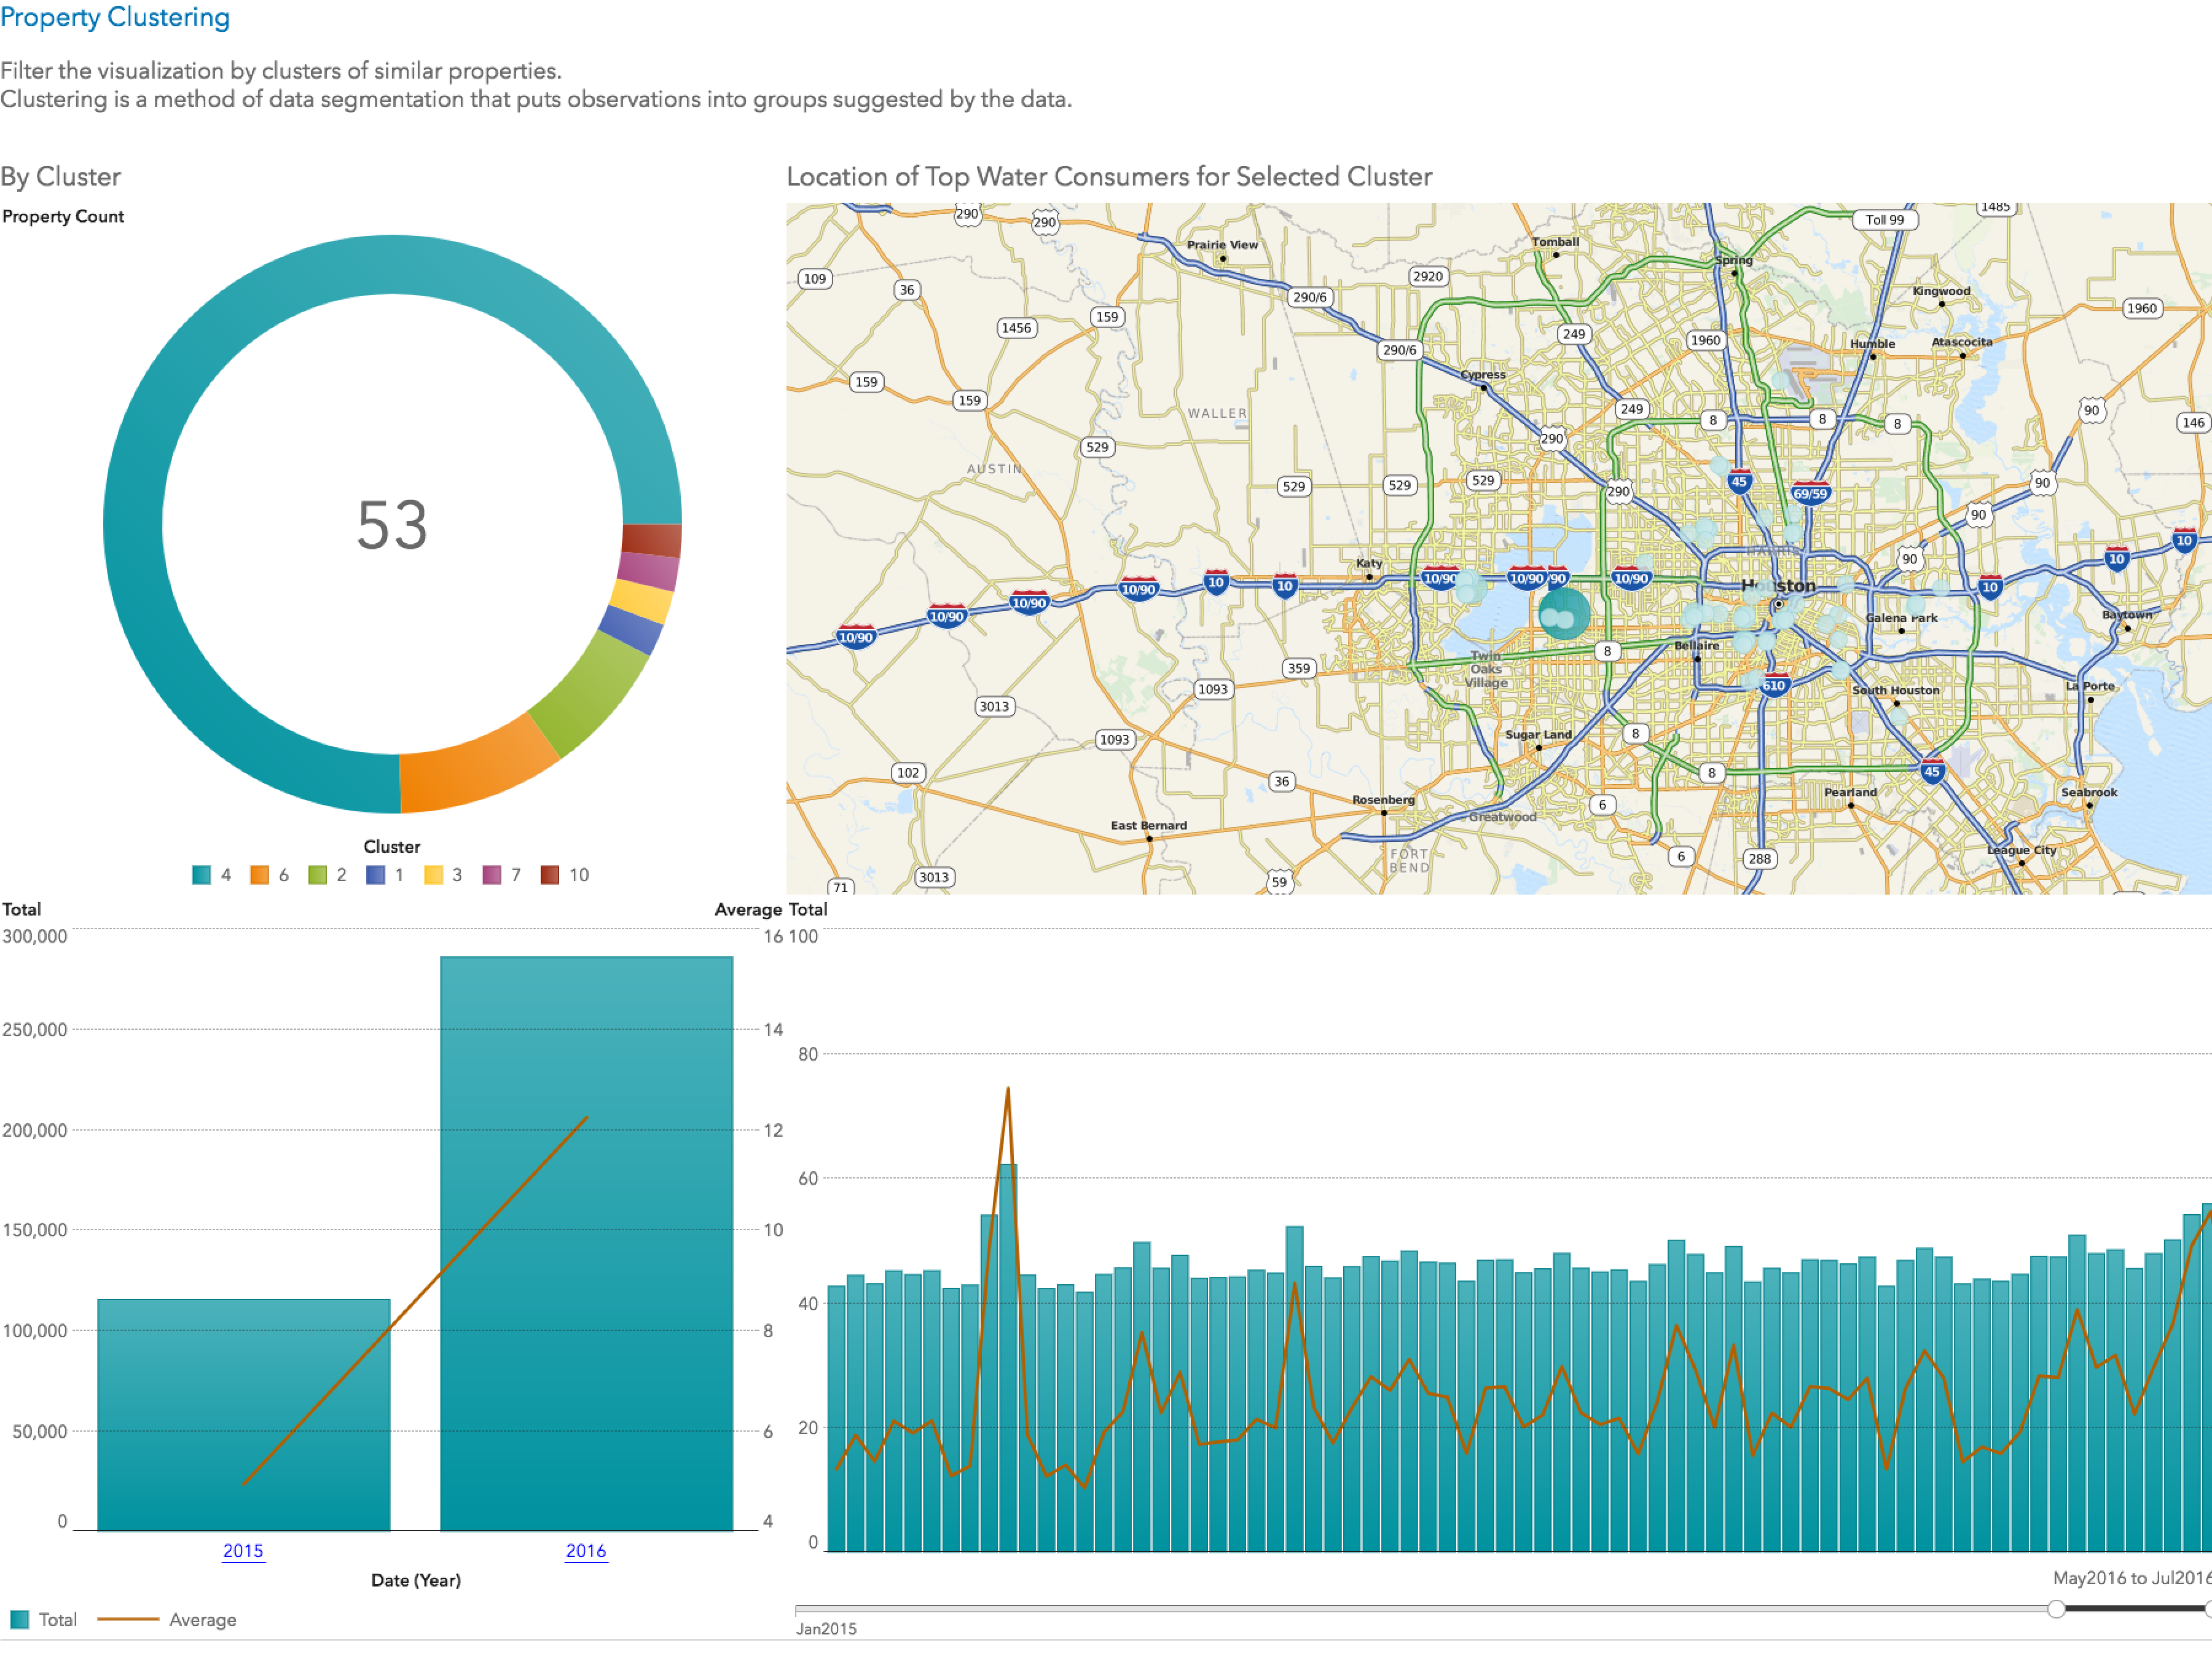 Property Clustering
Filter the visualization by clusters of similar properties.
Clustering is a method of data segmentation that puts observations into groups suggested by the data.
By Cluster
Property Count
53
Cluster
4 6 2 1 3 7 10
Location of Top Water Consumers for Selected Cluster
290
290
1485
Toll 99
Prairie View
Tomball
Spring
109
36
2920
290/6
Kingwood
1456
159
249
1960
1960
290/6
Humble
Atascocita
159
Cypress
159
249
WALLER
8
8
8
90
146
529
290
AUSTIN
529
529
529
290
45
69/59
90
90
HARRIS
10
Katy
90
10
10/90
10/90
10
10
10/90
10/90
/90
10/90
Houston
10
10/90
10/90
Galena Park
Baytown
8
Bellaire
Twin
Oaks
Village
359
1093
610
South Houston
La Porte
3013
1093
Sugar Land
8
102
36
8
45
Rosenberg
6
Pearland
Seabrook
East Bernard
Greatwood
FORT
BEND
6
288
League City
71
3013
59
Total
Average
300,000
250,000
200,000
150,000
100,000
50,000
0
16
14
12
10
8
6
4
2015
2016
Date (Year)
Total
Average
Total
100
80
60
40
20
0
May2016 to Jul2016
Jan2015